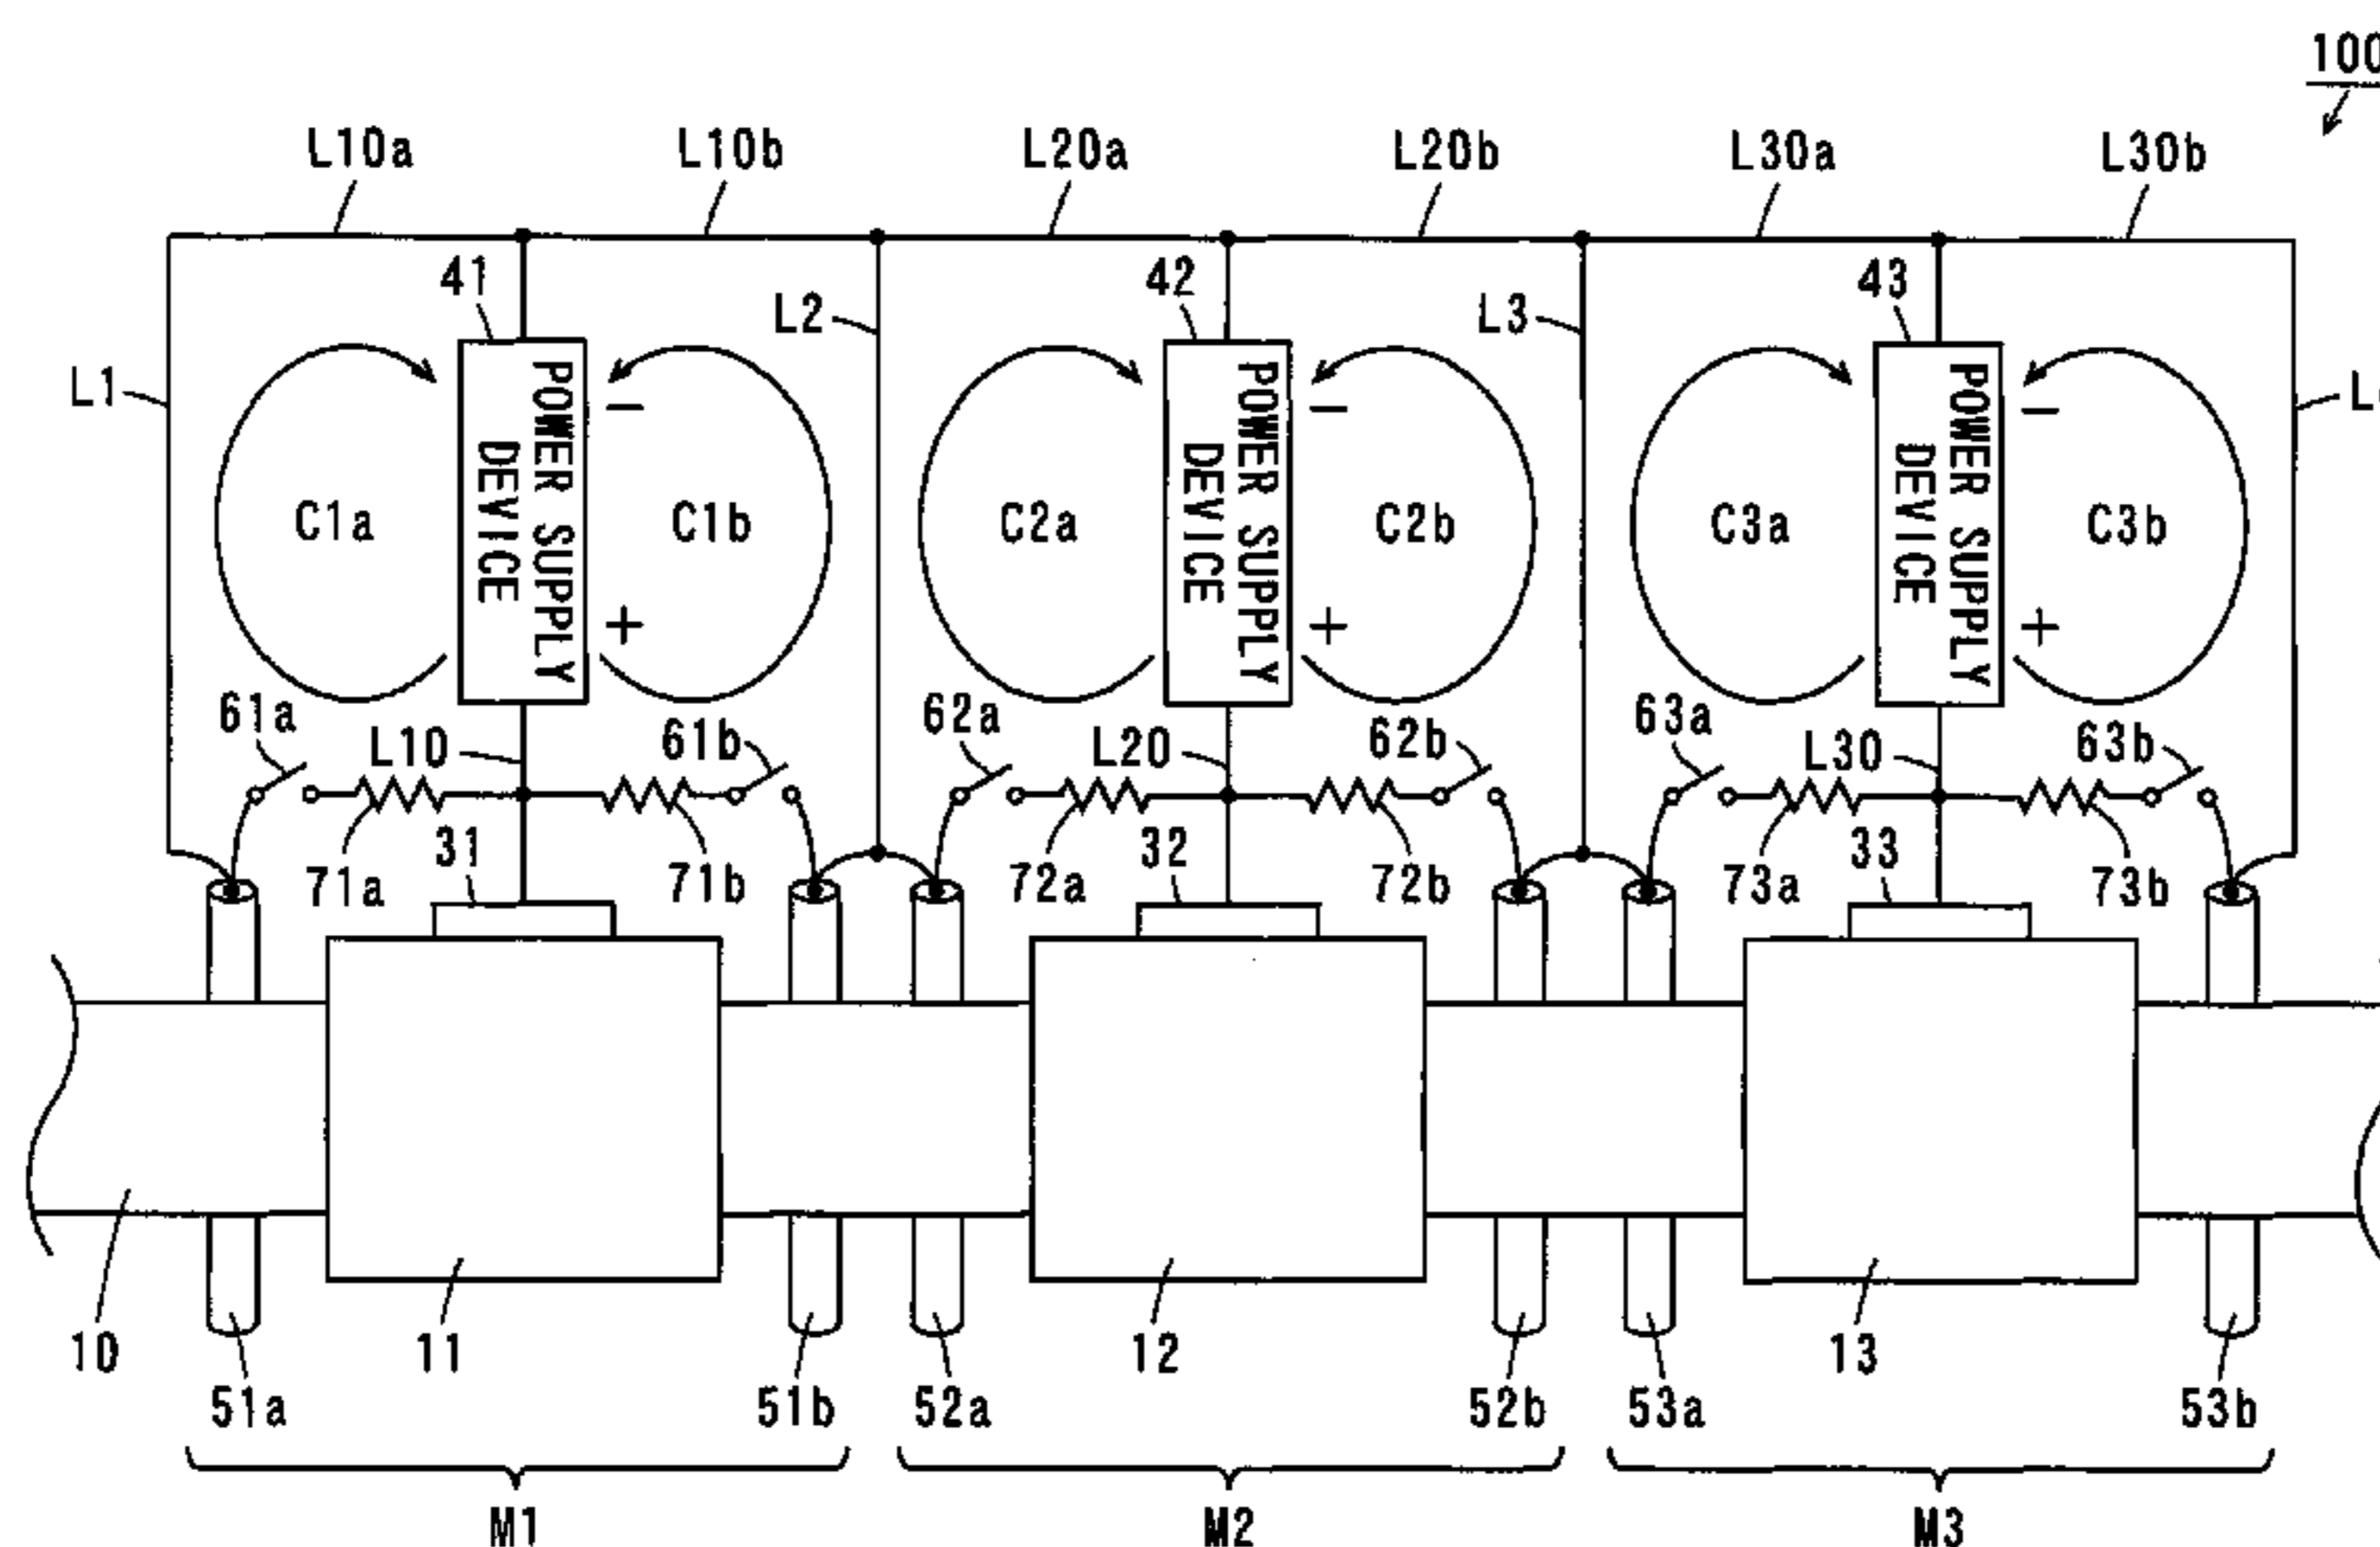 100
L10a L10b L20a L20b L30a L30b
41 42 43
L2 L3
L1 L
POWER SUPPLY DEVICE
POWER SUPPLY DEVICE
POWER SUPPLY DEVICE
− − −
C1a C1b C2a C2b C3a C3b
+ + +
61a L10 61b 62a L20 62b 63a L30 63b
31 32 33
71a 71b 72a 72b 73a 73b
10 11 12 13
51a 51b 52a 52b 53a 53b
M1 M2 M3